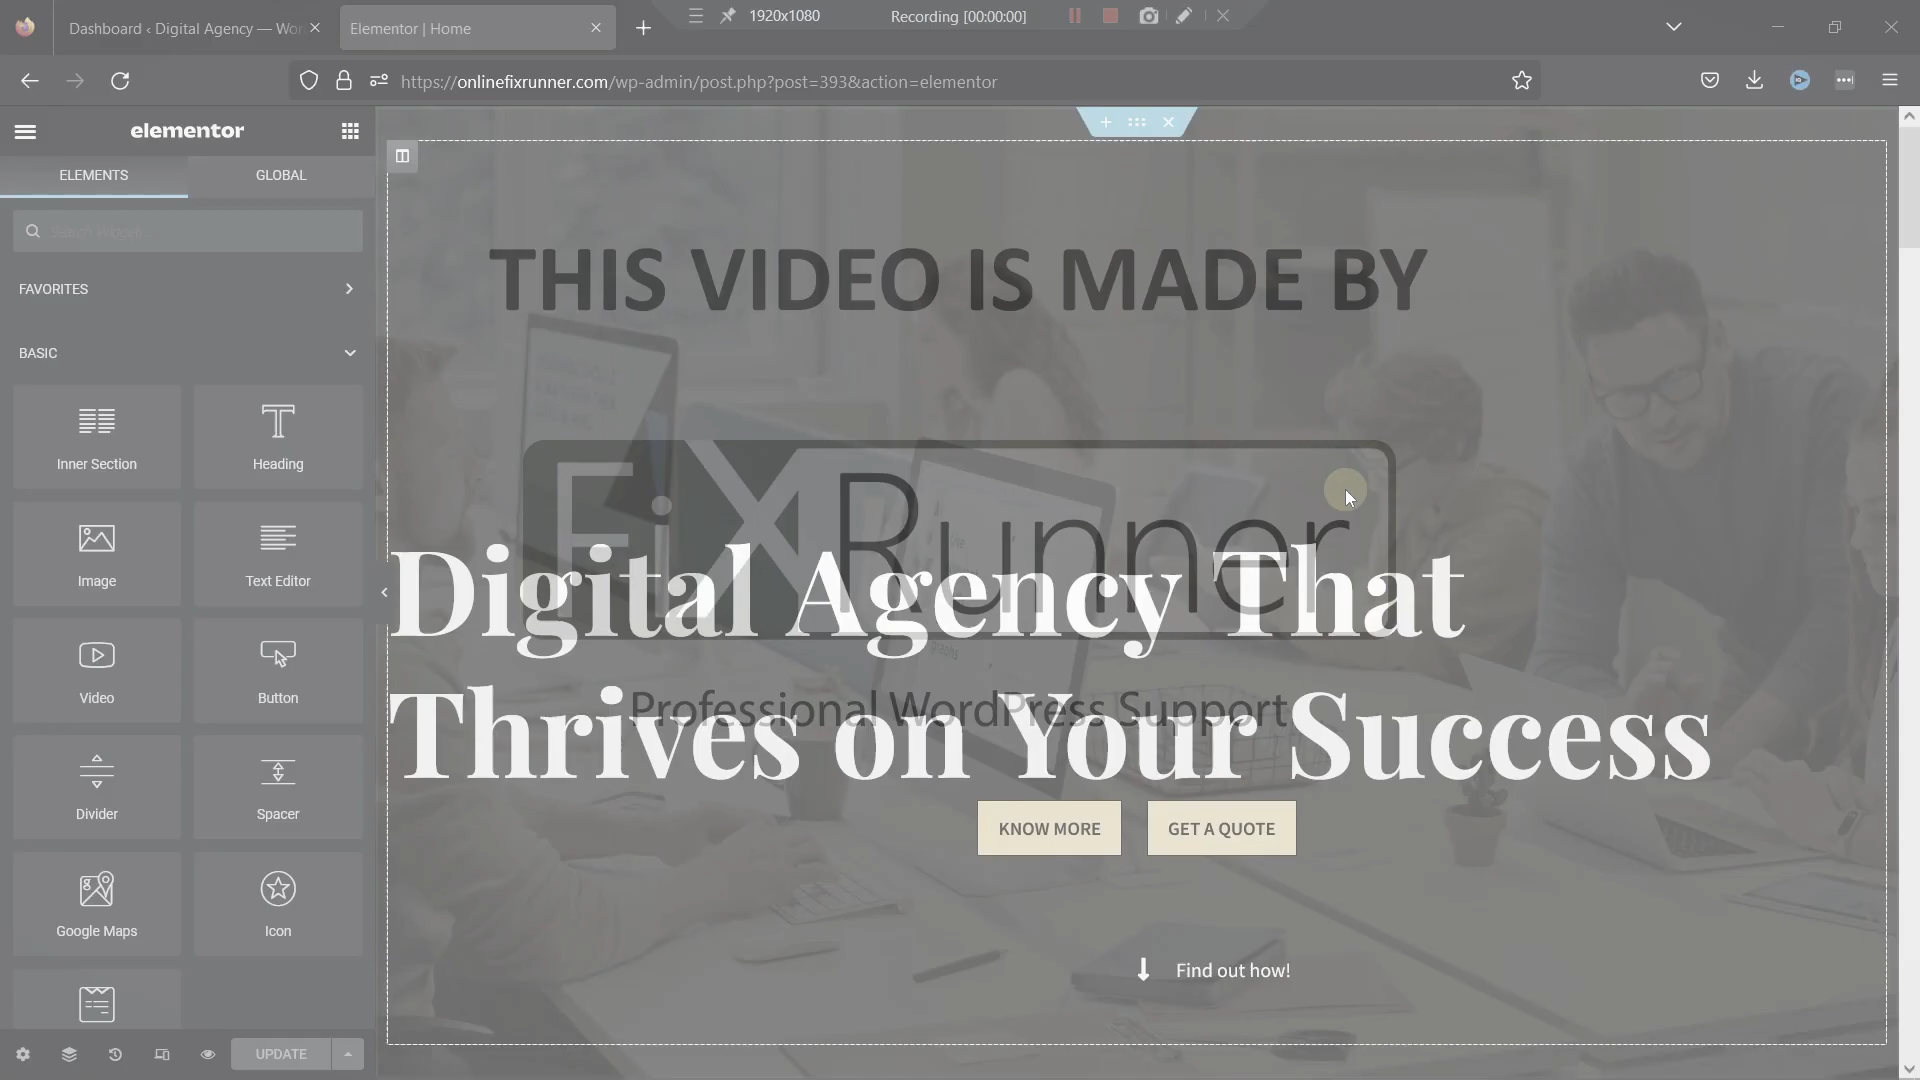 Dashboard ‹ Digital Agency — Wor
Elementor | Home
1920x1080
Recording [00:00:00]
https://onlinefixrunner.com/wp-admin/post.php?post=393&action=elementor
elementor
ELEMENTS
GLOBAL
Search Widget...
FAVORITES
BASIC
Inner Section
Heading
Image
Text Editor
Video
Button
Divider
Spacer
Google Maps
Icon
UPDATE
THIS VIDEO IS MADE BY
FiXRunner
Digital Agency That
Professional WordPress Support
Thrives on Your Success
KNOW MORE
GET A QUOTE
Find out how!